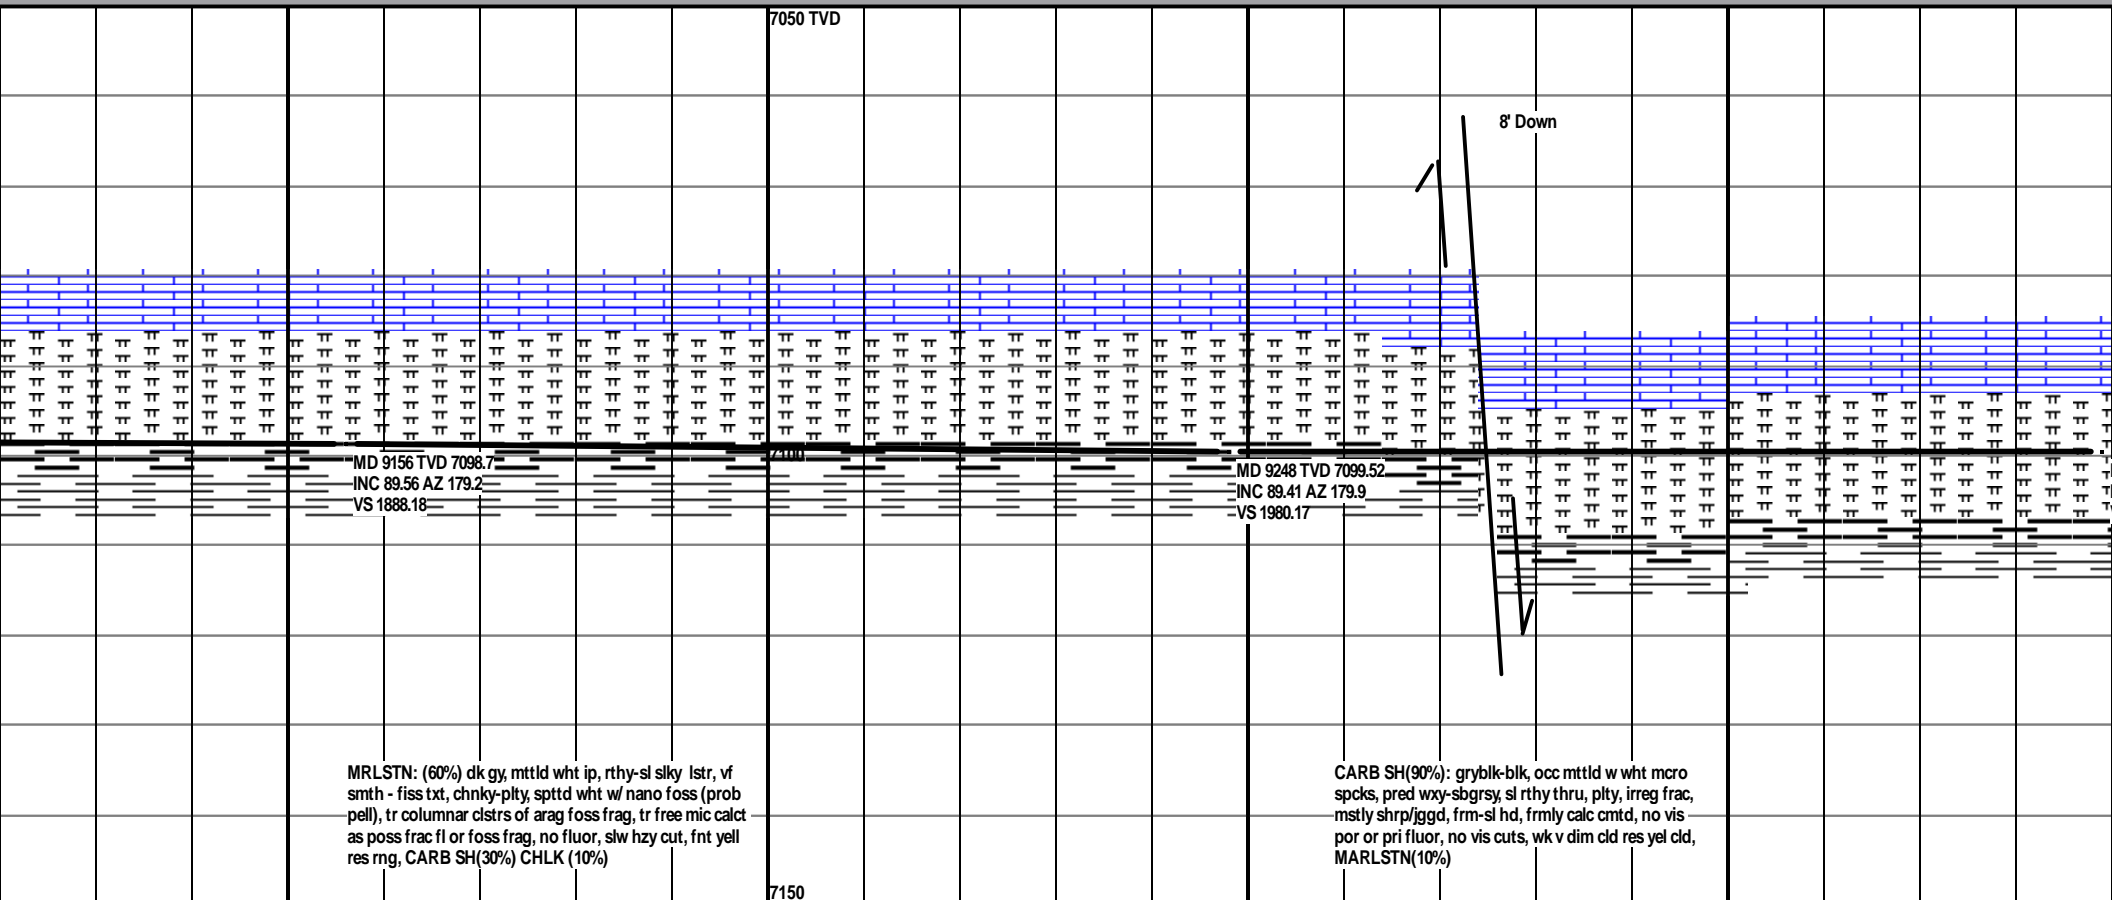 7050 TVD
8' Down
7100
MD 9156 TVD 7098.7
INC 89.56 AZ 179.2
VS 1888.18
MD 9248 TVD 7099.52
INC 89.41 AZ 179.9
VS 1980.17
MRLSTN: (60%) dk gy, mttld wht ip, rthy-sl slky lstr, vf
smth - fiss txt, chnky-plty, spttd wht w/ nano foss (prob
pell), tr columnar clstrs of arag foss frag, tr free mic calct
as poss frac fl or foss frag, no fluor, slw hzy cut, fnt yell
res rng, CARB SH(30%) CHLK (10%)
CARB SH(90%): gryblk-blk, occ mttld w wht mcro
spcks, pred wxy-sbgrsy, sl rthy thru, plty, irreg frac,
mstly shrp/jggd, frm-sl hd, frmly calc cmtd, no vis
por or pri fluor, no vis cuts, wk v dim cld res yel cld,
MARLSTN(10%)
7150